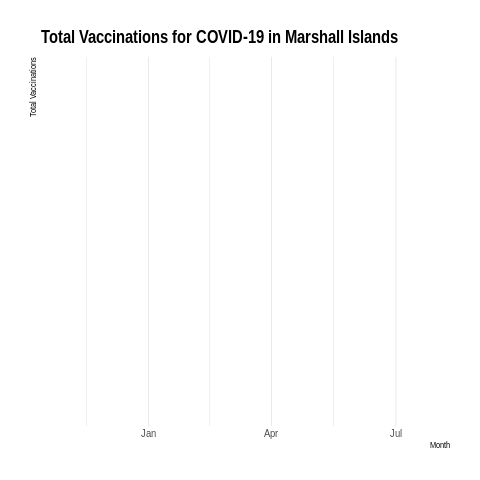 Total Vaccinations for COVID-19 in Marshall Islands
Total Vaccinations
Jan Apr Jul
Month